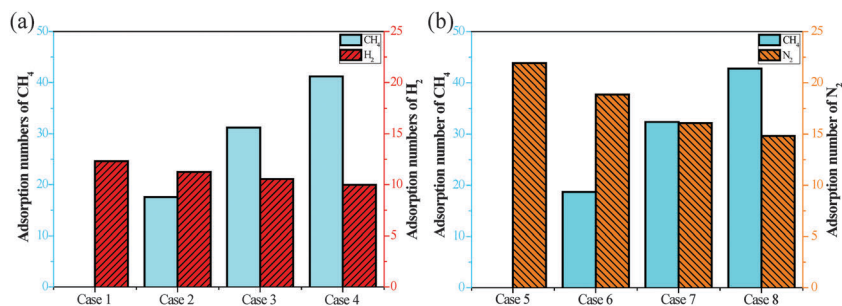 (a)
CH₄
H₂
Adsorption numbers of CH₄
50
40
30
20
10
0
Case 1 Case 2 Case 3 Case 4
25
20
15
10
5
0
Adsorption numbers of H₂
(b)
CH₄
N₂
Adsorption number of CH₄
50
40
30
20
10
0
Case 5 Case 6 Case 7 Case 8
25
20
15
10
5
0
Adsorption number of N₂